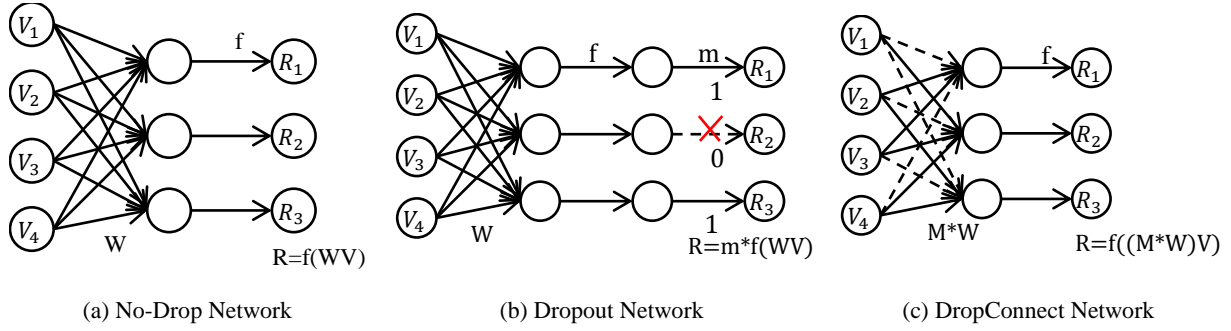 V1
V2
V3
V4
W
f
R1
R2
R3
R=f(WV)
(a) No-Drop Network
V1
V2
V3
V4
W
f
m
1
0
1
R1
R2
R3
R=m*f(WV)
(b) Dropout Network
V1
V2
V3
V4
M*W
f
R1
R2
R3
R=f((M*W)V)
(c) DropConnect Network